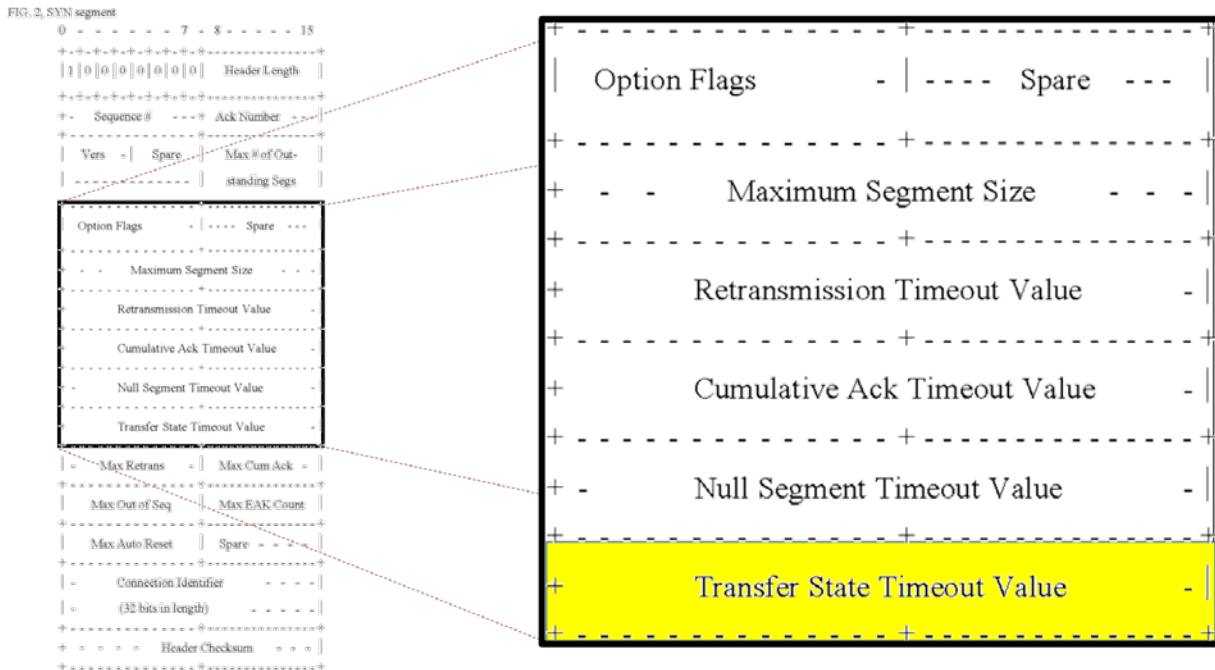 FIG. 2, SYN segment
0 - - - - - - 7 - 8 - - - - - 15
|1|0|0|0|0|0|0|0| Header Length |
+ - Sequence # - - - + Ack Number - - - |
| Vers - | Spare | Max # of Out- |
| - - - - - - - - - - - - | standing Segs |
| Option Flags - | - - - - Spare - - -
+ - - Maximum Segment Size - - -
+ Retransmission Timeout Value - |
+ Cumulative Ack Timeout Value - |
+ - Null Segment Timeout Value - |
+ Transfer State Timeout Value - |
| - Max Retrans - | Max Cum Ack - |
| Max Out of Seq | Max EAK Count |
| Max Auto Reset | Spare - - - - |
| - Connection Identifier - - - - |
| - (32 bits in length) - - - - - |
+ - - - - Header Checksum - - - |
| Option Flags - | - - - - Spare - - - |
+ - - Maximum Segment Size - - - |
+ Retransmission Timeout Value - |
+ Cumulative Ack Timeout Value - |
+ - Null Segment Timeout Value - |
+ Transfer State Timeout Value - |